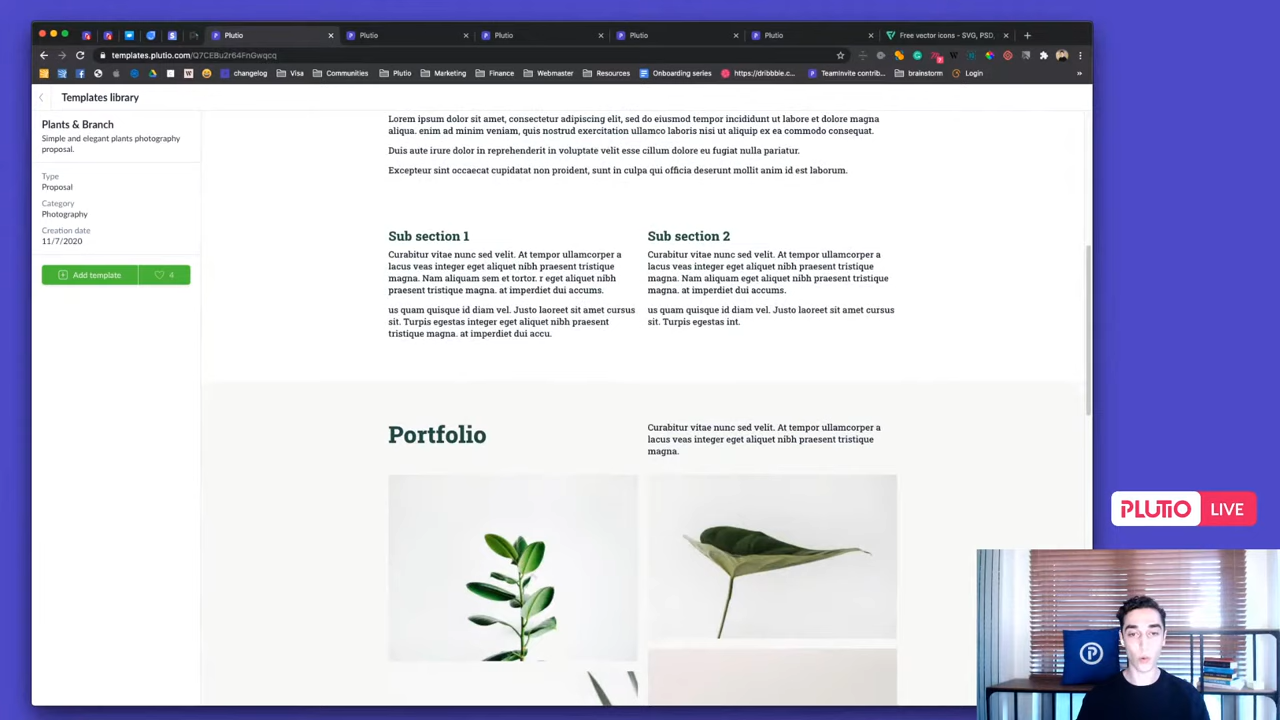 Plutio
Plutio
Plutio
Plutio
Plutio
Free vector icons - SVG, PSD,
templates.plutio.com/Q7CEBu2r64FnGwqcq
changelog
Visa
Communities
Plutio
Marketing
Finance
Webmaster
Resources
Onboarding series
https://dribbble.c...
TeamInvite contrib...
brainstorm
Login
»
Templates library
Plants & Branch
Simple and elegant plants photography
proposal.
Type
Proposal
Category
Photography
Creation date
11/7/2020
Add template
4
Lorem ipsum dolor sit amet, consectetur adipiscing elit, sed do eiusmod tempor incididunt ut labore et dolore magna
aliqua. enim ad minim veniam, quis nostrud exercitation ullamco laboris nisi ut aliquip ex ea commodo consequat.
Duis aute irure dolor in reprehenderit in voluptate velit esse cillum dolore eu fugiat nulla pariatur.
Excepteur sint occaecat cupidatat non proident, sunt in culpa qui officia deserunt mollit anim id est laborum.
Sub section 1
Curabitur vitae nunc sed velit. At tempor ullamcorper a
lacus veas integer eget aliquet nibh praesent tristique
magna. Nam aliquam sem et tortor. r eget aliquet nibh
praesent tristique magna. at imperdiet dui accums.
us quam quisque id diam vel. Justo laoreet sit amet cursus
sit. Turpis egestas integer eget aliquet nibh praesent
tristique magna. at imperdiet dui accu.
Sub section 2
Curabitur vitae nunc sed velit. At tempor ullamcorper a
lacus veas integer eget aliquet nibh praesent tristique
magna. Nam aliquam sem et tortor. r eget aliquet nibh
magna. at imperdiet dui accums.
us quam quisque id diam vel. Justo laoreet sit amet cursus
sit. Turpis egestas int.
Portfolio
Curabitur vitae nunc sed velit. At tempor ullamcorper a
lacus veas integer eget aliquet nibh praesent tristique
magna.
PLUTIO LIVE